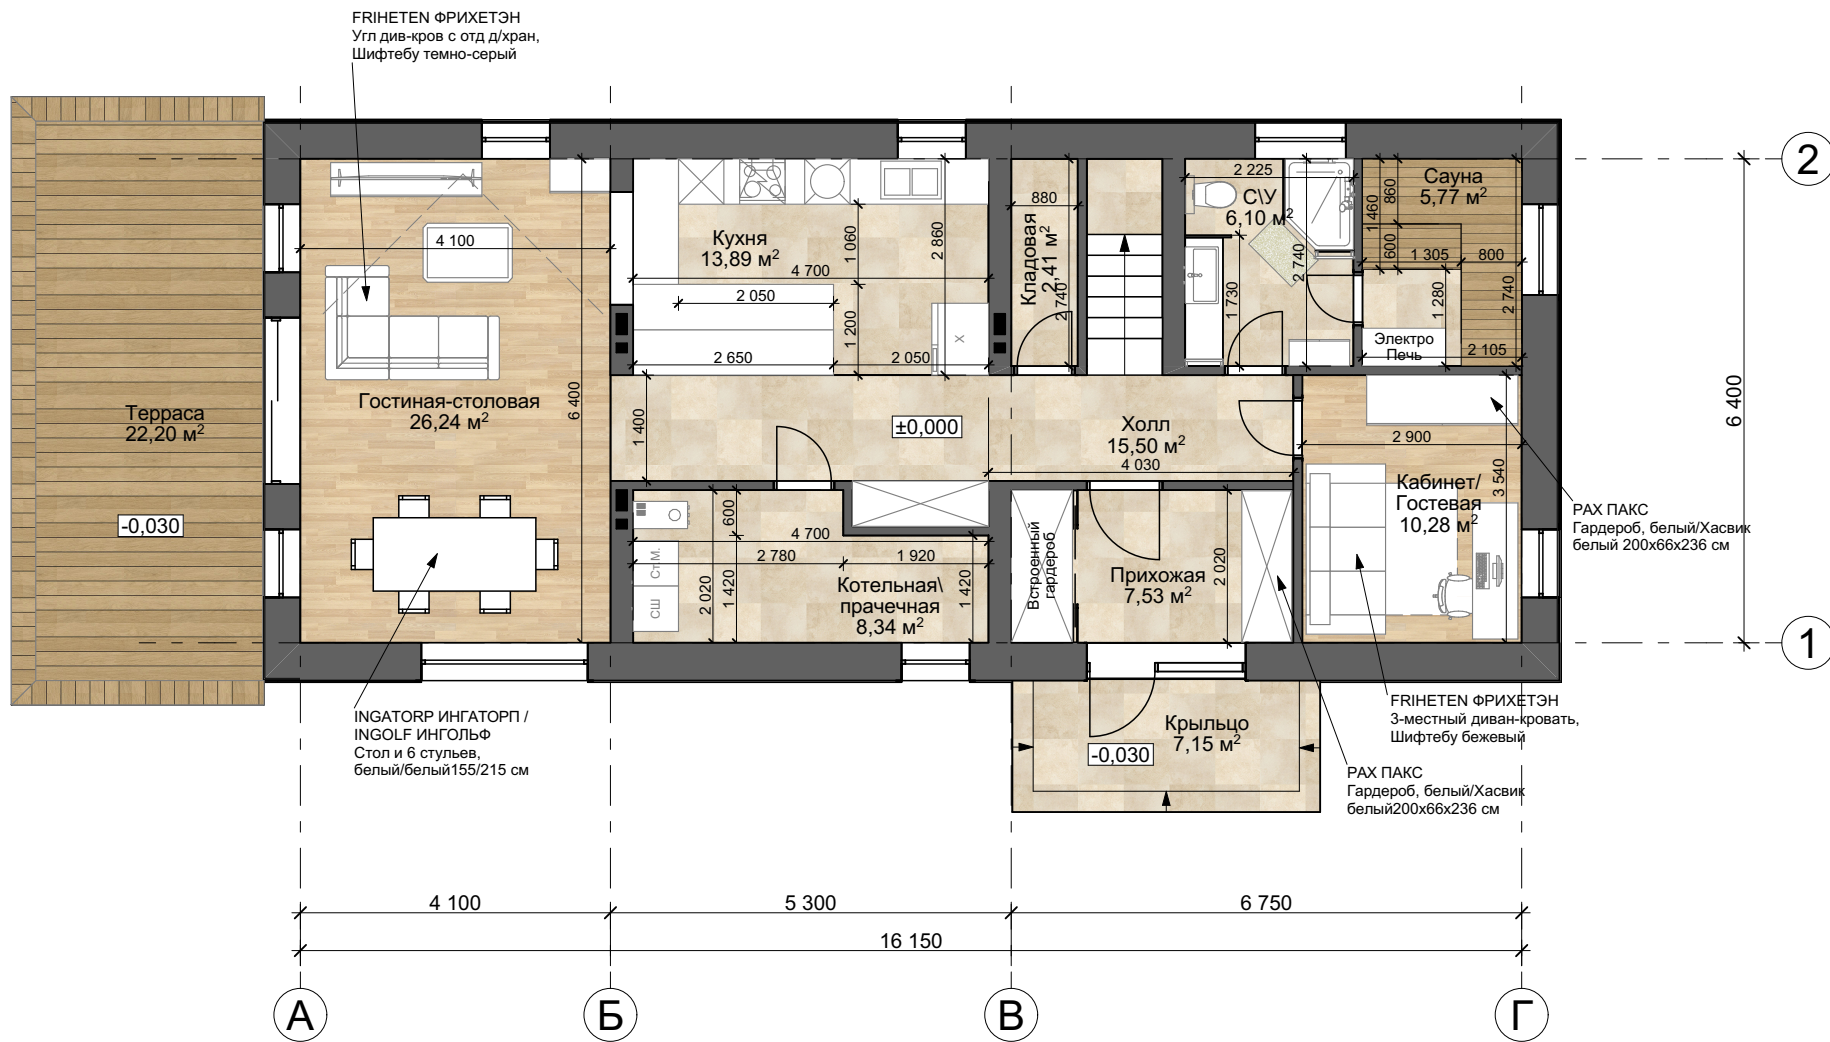 FRIHETEN ФРИХЕТЭН
Угл див-кров с отд д/хран,
Шифтебу темно-серый
2
Терраса
22,20 м²
-0,030
4 100
6 400
Гостиная-столовая
26,24 м²
Кухня
13,89 м²
4 700
2 050
2 650
2 050
1 060
1 200
2 860
X
880
Кладовая
2,41 м²
2 740
2 225
С\У
6,10 м²
2 740
1 730
Сауна
5,77 м²
1 460
860
600
1 305
800
1 280
2 740
Электро
Печь
2 105
6 400
1 400
±0,000
Холл
15,50 м²
4 030
2 900
3 540
Кабинет/
Гостевая
10,28 м²
PAX ПАКС
Гардероб, белый/Хасвик
белый 200x66x236 см
600
4 700
2 780
1 920
2 020
1 420
1 420
Ст.М.
СШ
Котельная\
прачечная
8,34 м²
Встроенный
гардероб
Прихожая
7,53 м²
2 020
1
INGATORP ИНГАТОРП /
INGOLF ИНГОЛЬФ
Стол и 6 стульев,
белый/белый155/215 см
Крыльцо
7,15 м²
-0,030
FRIHETEN ФРИХЕТЭН
3-местный диван-кровать,
Шифтебу бежевый
PAX ПАКС
Гардероб, белый/Хасвик
белый200x66x236 см
4 100
5 300
6 750
16 150
А
Б
В
Г